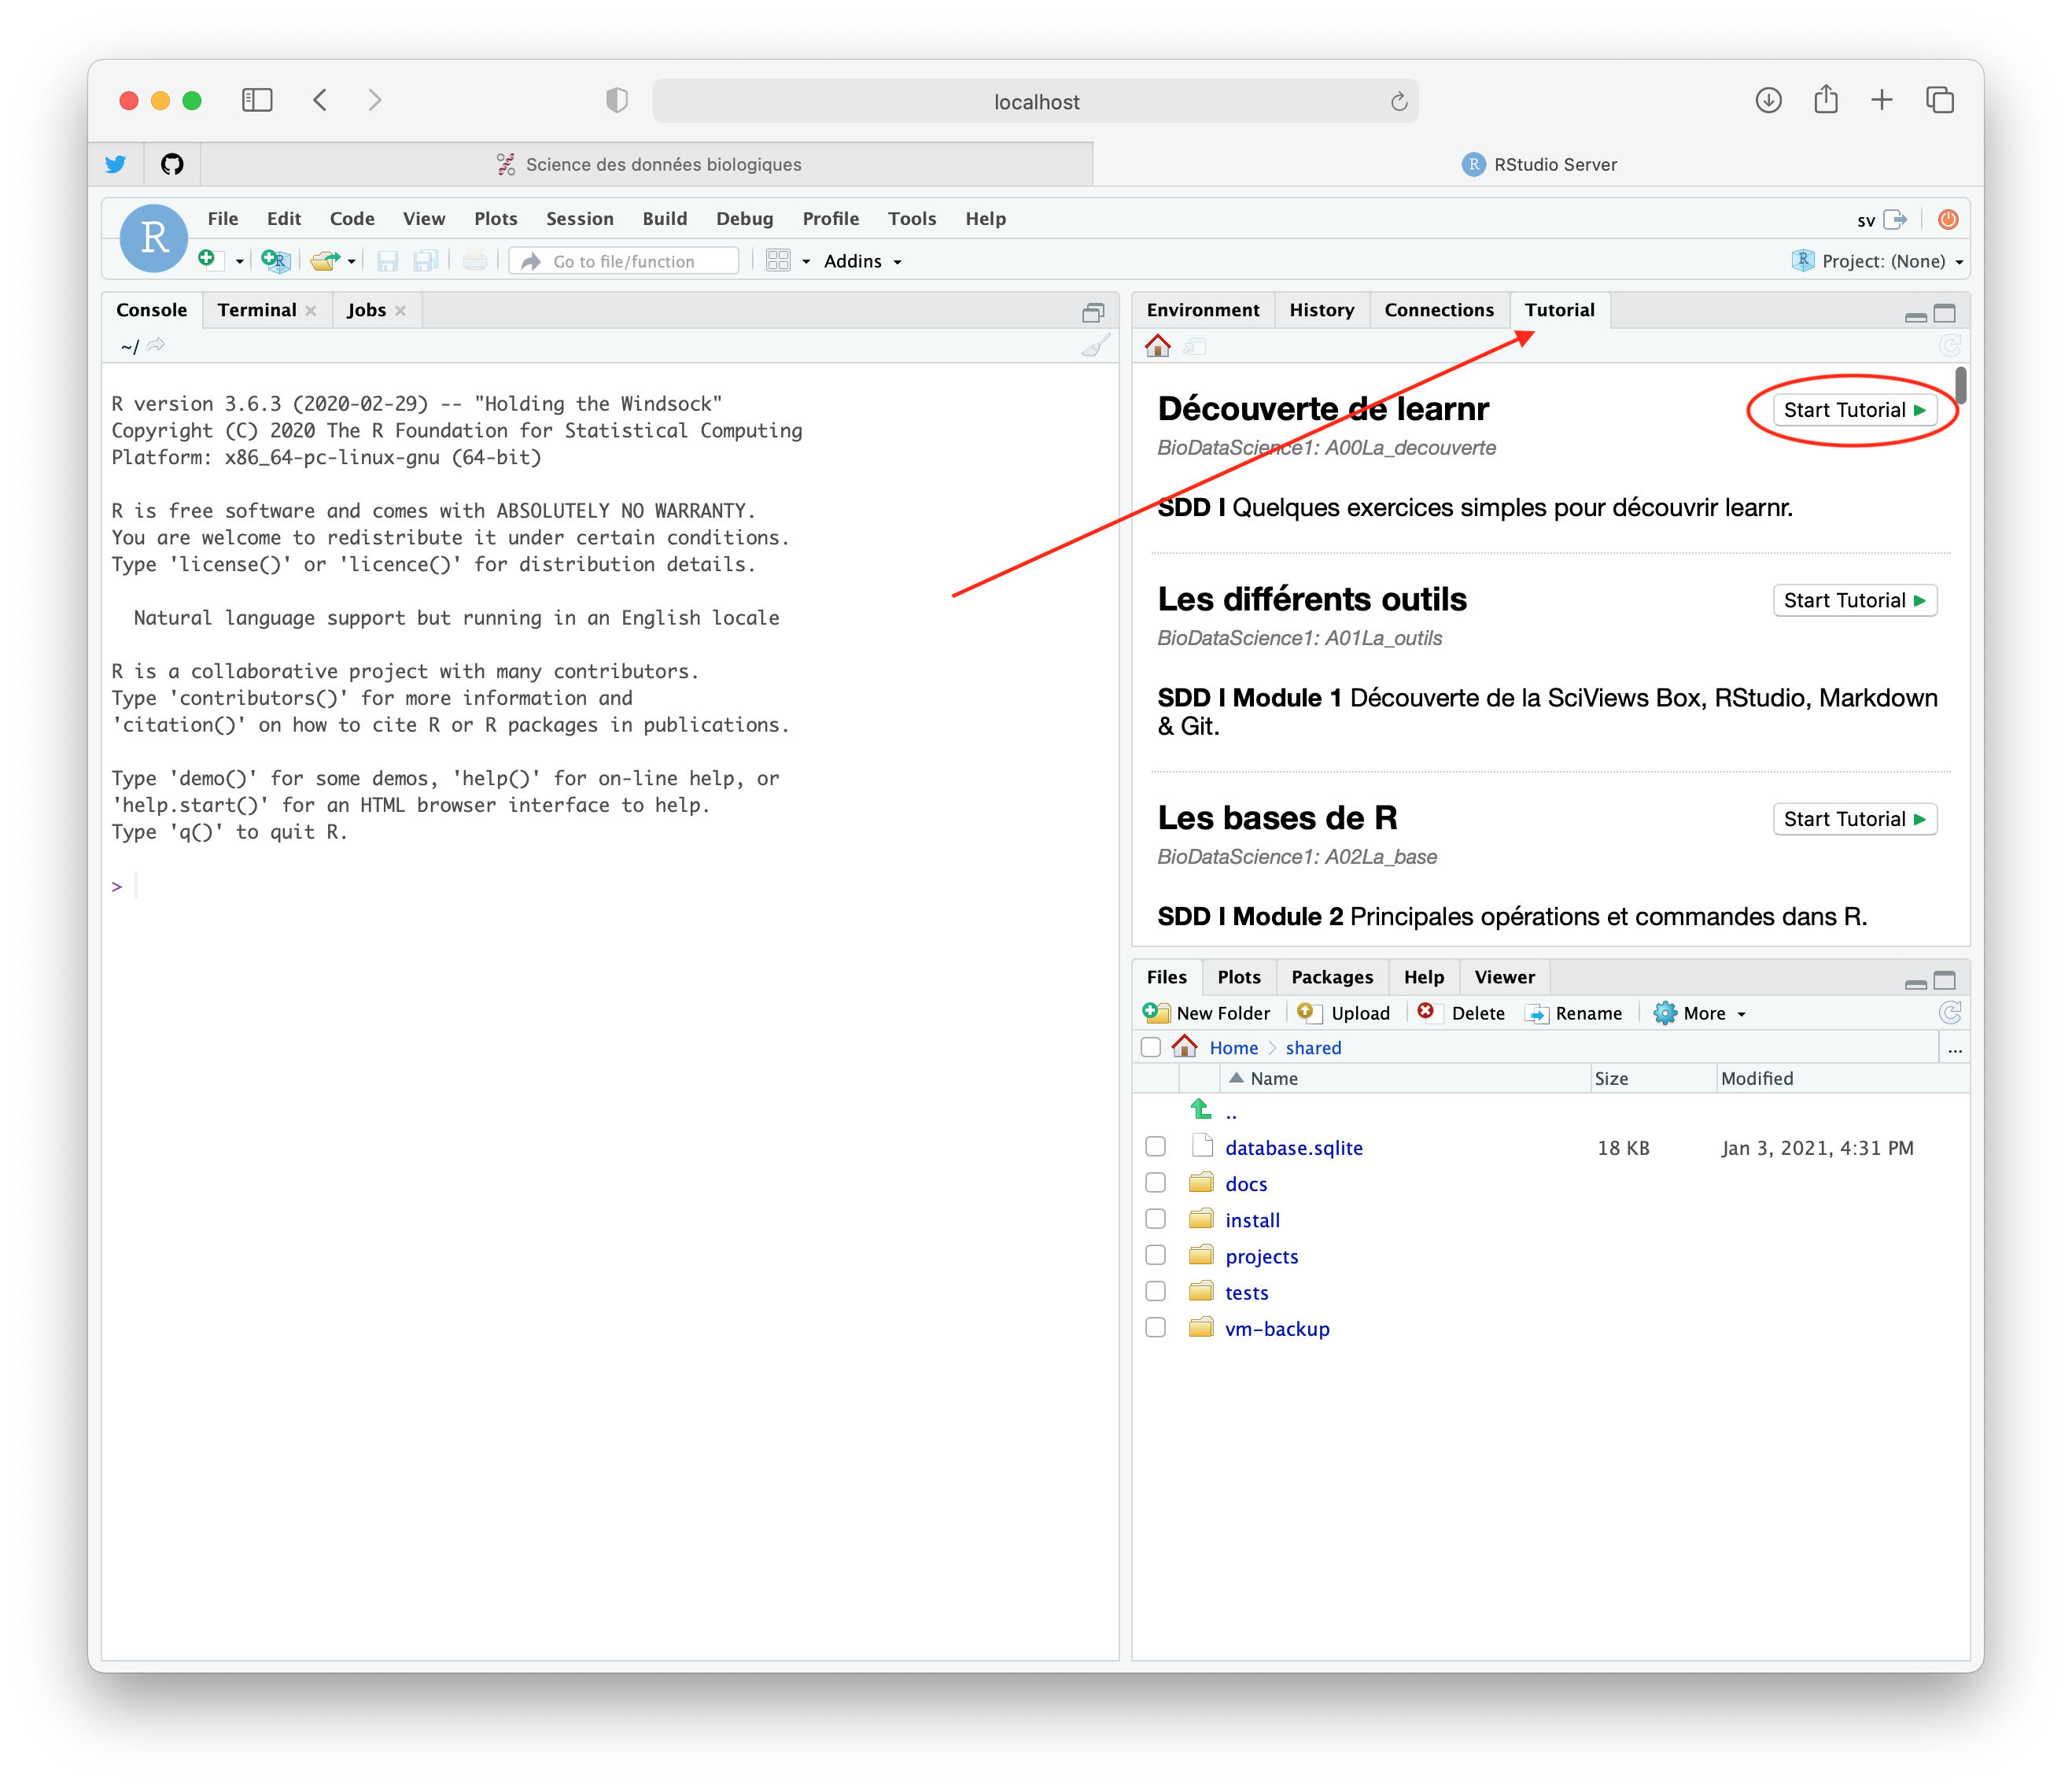 localhost
Science des données biologiques
R RStudio Server
R
File Edit Code View Plots Session Build Debug Profile Tools Help
sv
R Go to file/function Addins
R Project: (None)
Console Terminal Jobs
~/
R version 3.6.3 (2020-02-29) -- "Holding the Windsock"
Copyright (C) 2020 The R Foundation for Statistical Computing
Platform: x86_64-pc-linux-gnu (64-bit)
R is free software and comes with ABSOLUTELY NO WARRANTY.
You are welcome to redistribute it under certain conditions.
Type 'license()' or 'licence()' for distribution details.
Natural language support but running in an English locale
R is a collaborative project with many contributors.
Type 'contributors()' for more information and
'citation()' on how to cite R or R packages in publications.
Type 'demo()' for some demos, 'help()' for on-line help, or
'help.start()' for an HTML browser interface to help.
Type 'q()' to quit R.
>
Environment History Connections Tutorial
Découverte de learnr Start Tutorial
BioDataScience1: A00La_decouverte
SDD I Quelques exercices simples pour découvrir learnr.
Les différents outils Start Tutorial
BioDataScience1: A01La_outils
SDD I Module 1 Découverte de la SciViews Box, RStudio, Markdown
& Git.
Les bases de R Start Tutorial
BioDataScience1: A02La_base
SDD I Module 2 Principales opérations et commandes dans R.
Files Plots Packages Help Viewer
New Folder Upload Delete Rename More
Home shared ...
Name Size Modified
..
database.sqlite 18 KB Jan 3, 2021, 4:31 PM
docs
install
projects
tests
vm-backup